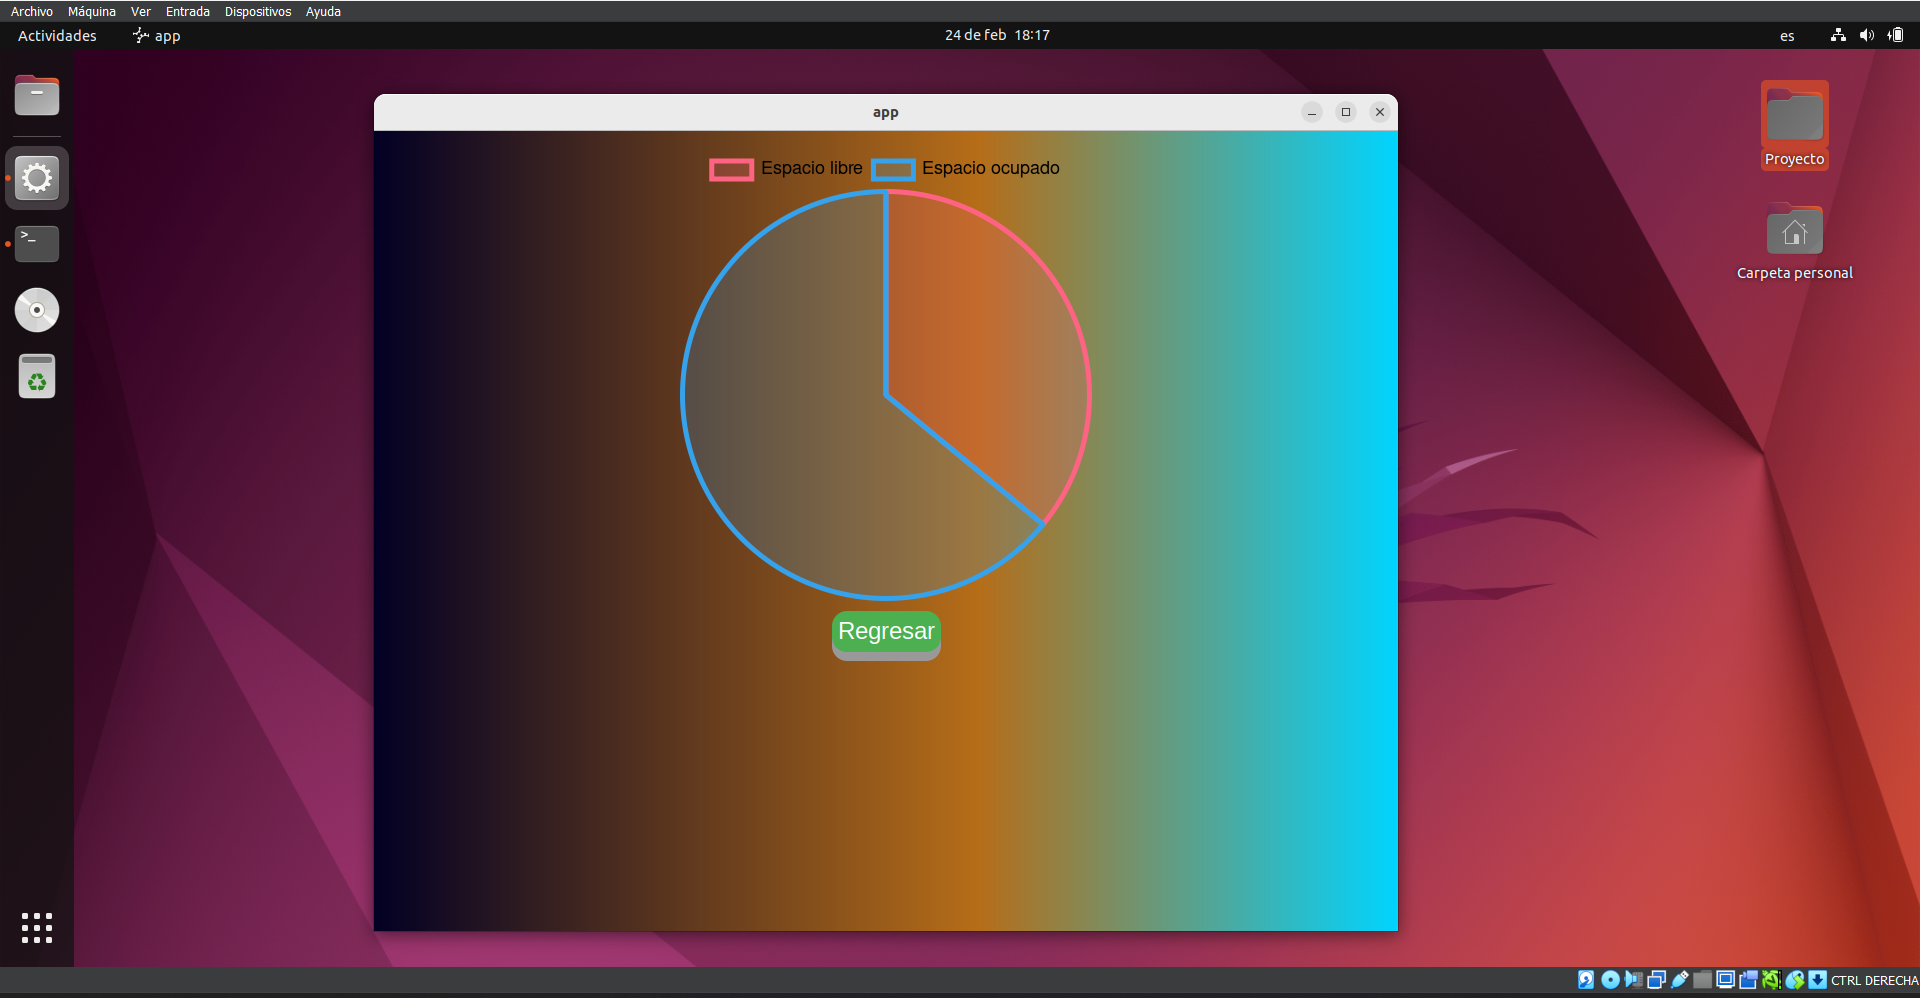 Archivo Máquina Ver Entrada Dispositivos Ayuda
Actividades app 24 de feb 18:17 es
app
Espacio libre Espacio ocupado
Regresar
Proyecto
Carpeta personal
CTRL DERECHA